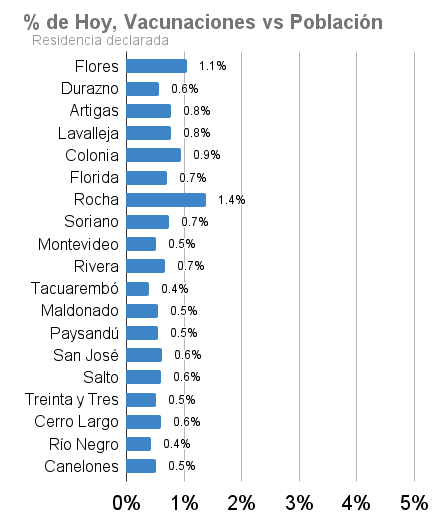 % de Hoy, Vacunaciones vs Población
Residencia declarada
Flores 1.1%
Durazno 0.6%
Artigas 0.8%
Lavalleja 0.8%
Colonia 0.9%
Florida 0.7%
Rocha 1.4%
Soriano 0.7%
Montevideo 0.5%
Rivera 0.7%
Tacuarembó 0.4%
Maldonado 0.5%
Paysandú 0.5%
San José 0.6%
Salto 0.6%
Treinta y Tres 0.5%
Cerro Largo 0.6%
Río Negro 0.4%
Canelones 0.5%
0% 1% 2% 3% 4% 5%